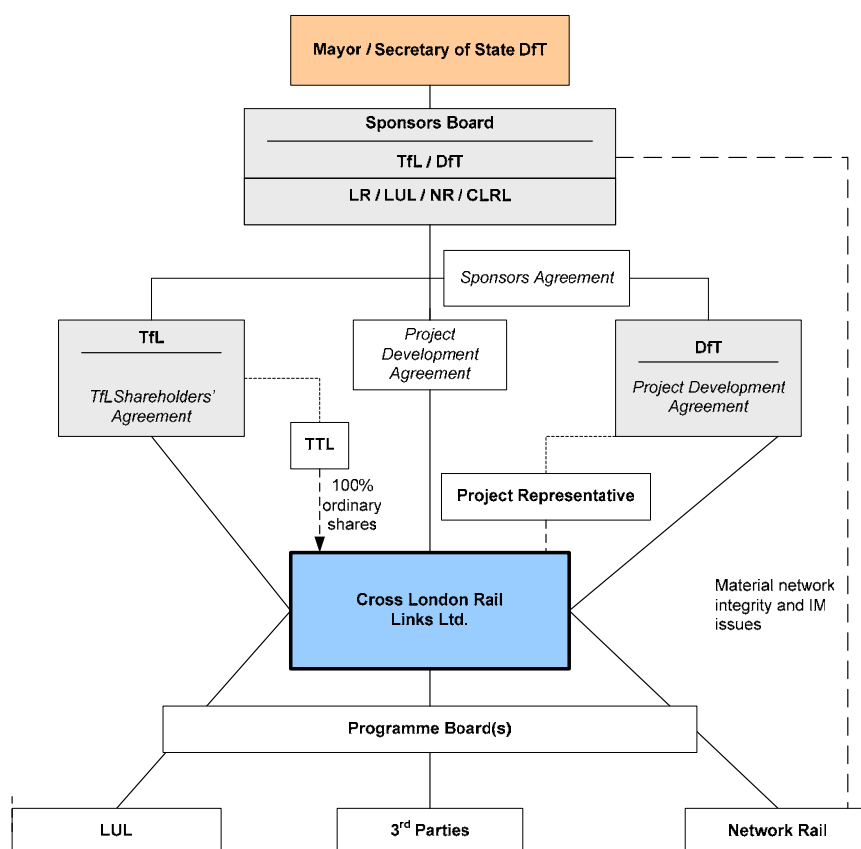 Mayor / Secretary of State DfT
Sponsors Board
TfL / DfT
LR / LUL / NR / CLRL
Sponsors Agreement
TfL
TfLShareholders'
Agreement
Project
Development
Agreement
DfT
Project Development
Agreement
TTL
100%
ordinary
shares
Project Representative
Cross London Rail
Links Ltd.
Material network
integrity and IM
issues
Programme Board(s)
LUL
3rd Parties
Network Rail